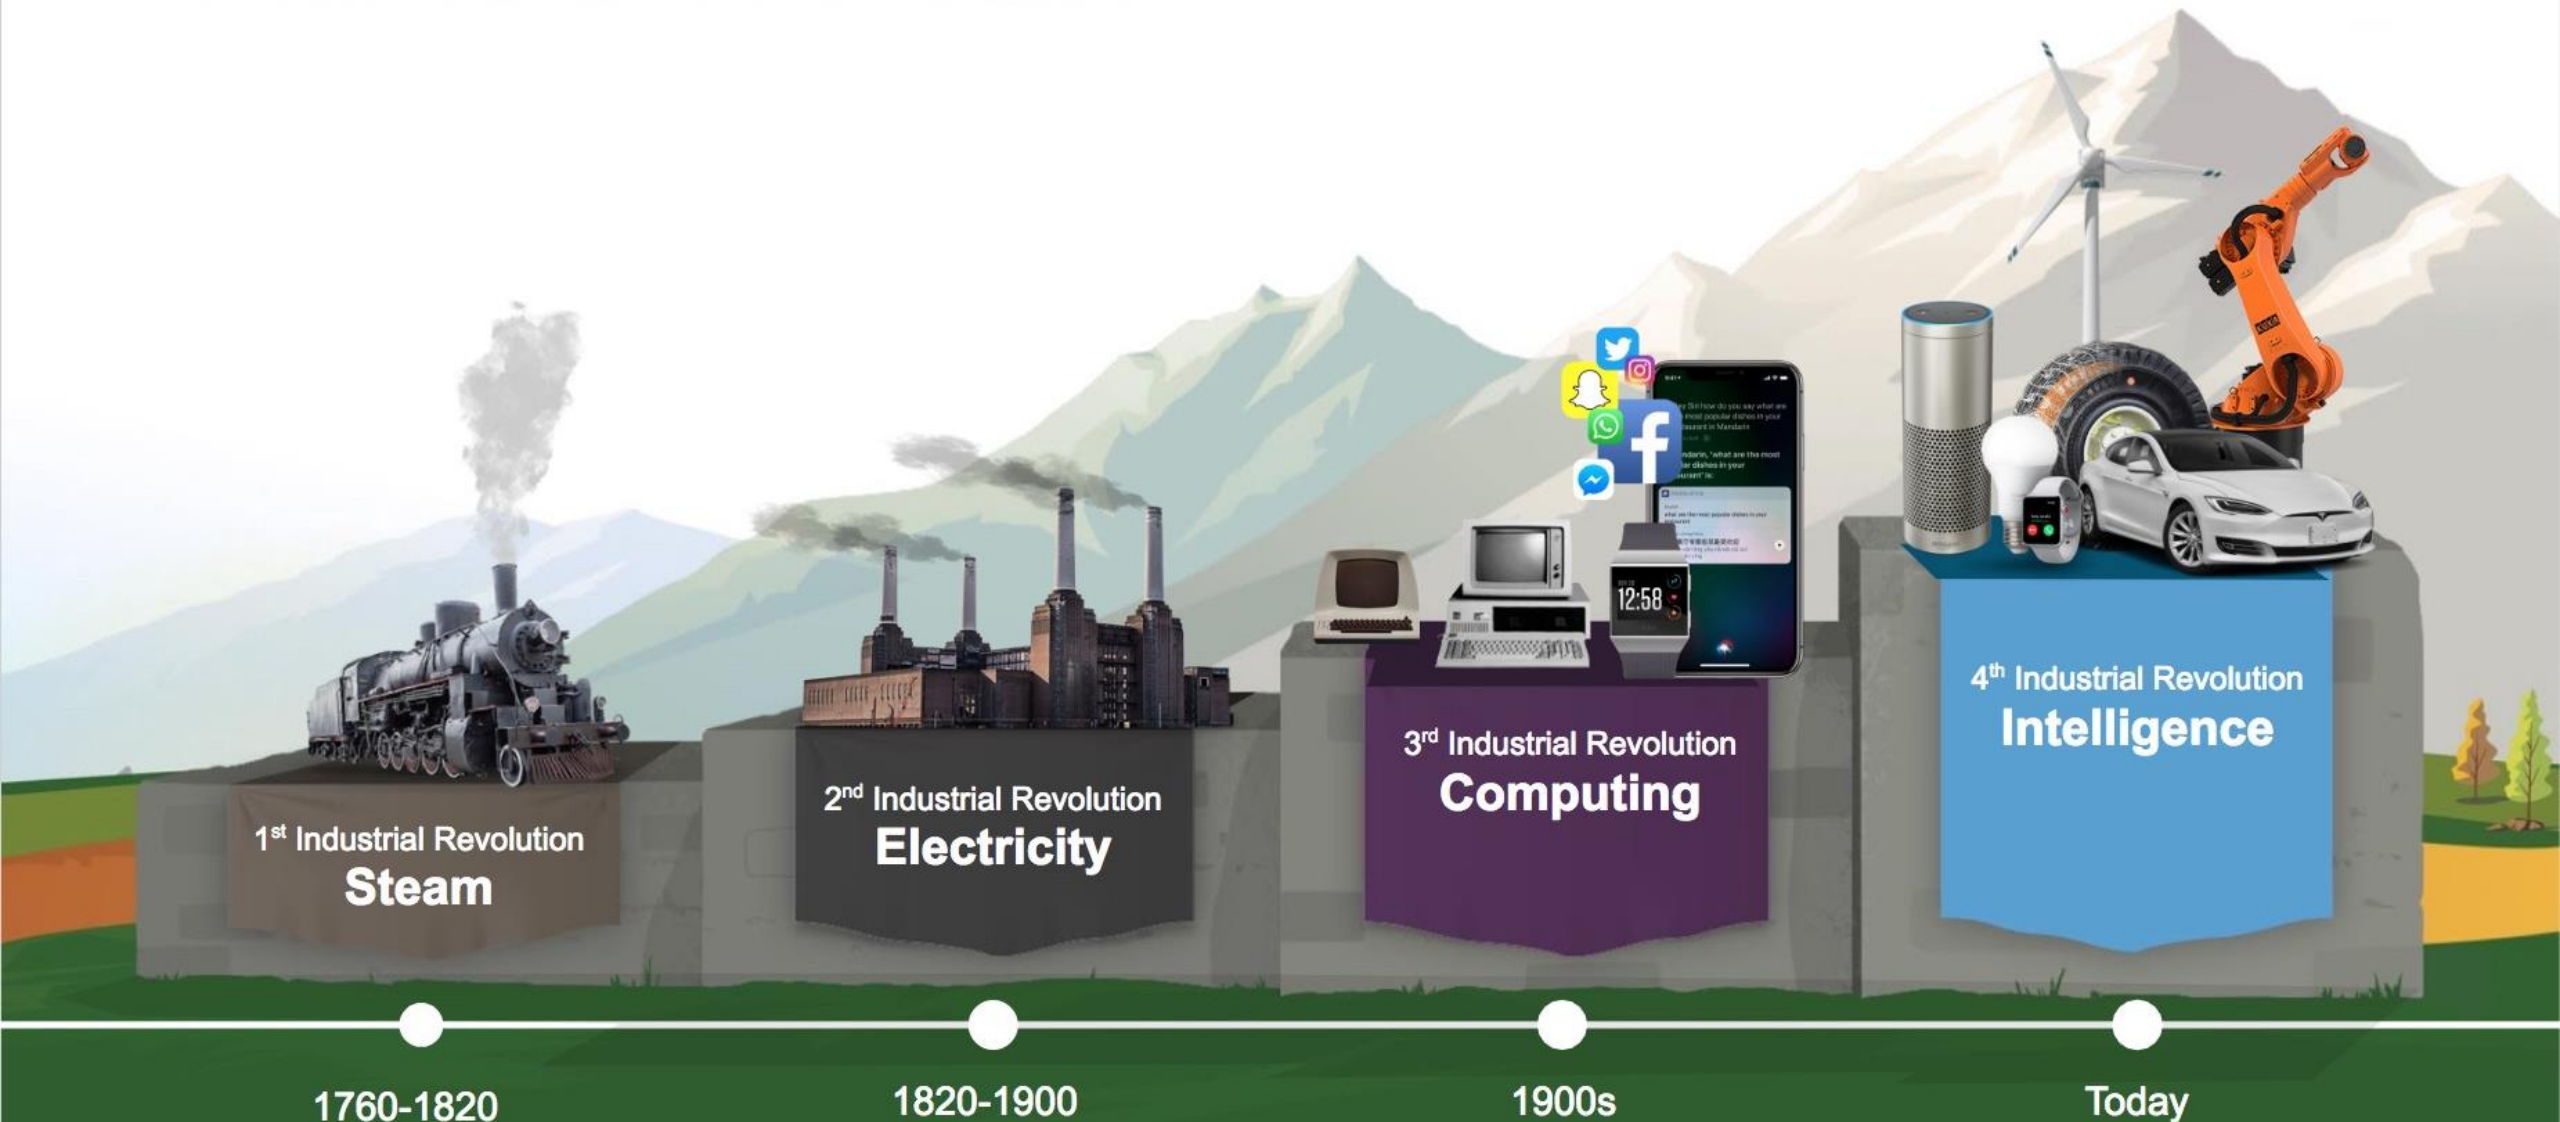 1st Industrial Revolution
Steam
2nd Industrial Revolution
Electricity
3rd Industrial Revolution
Computing
4th Industrial Revolution
Intelligence
12:58
KUKA
1760-1820
1820-1900
1900s
Today